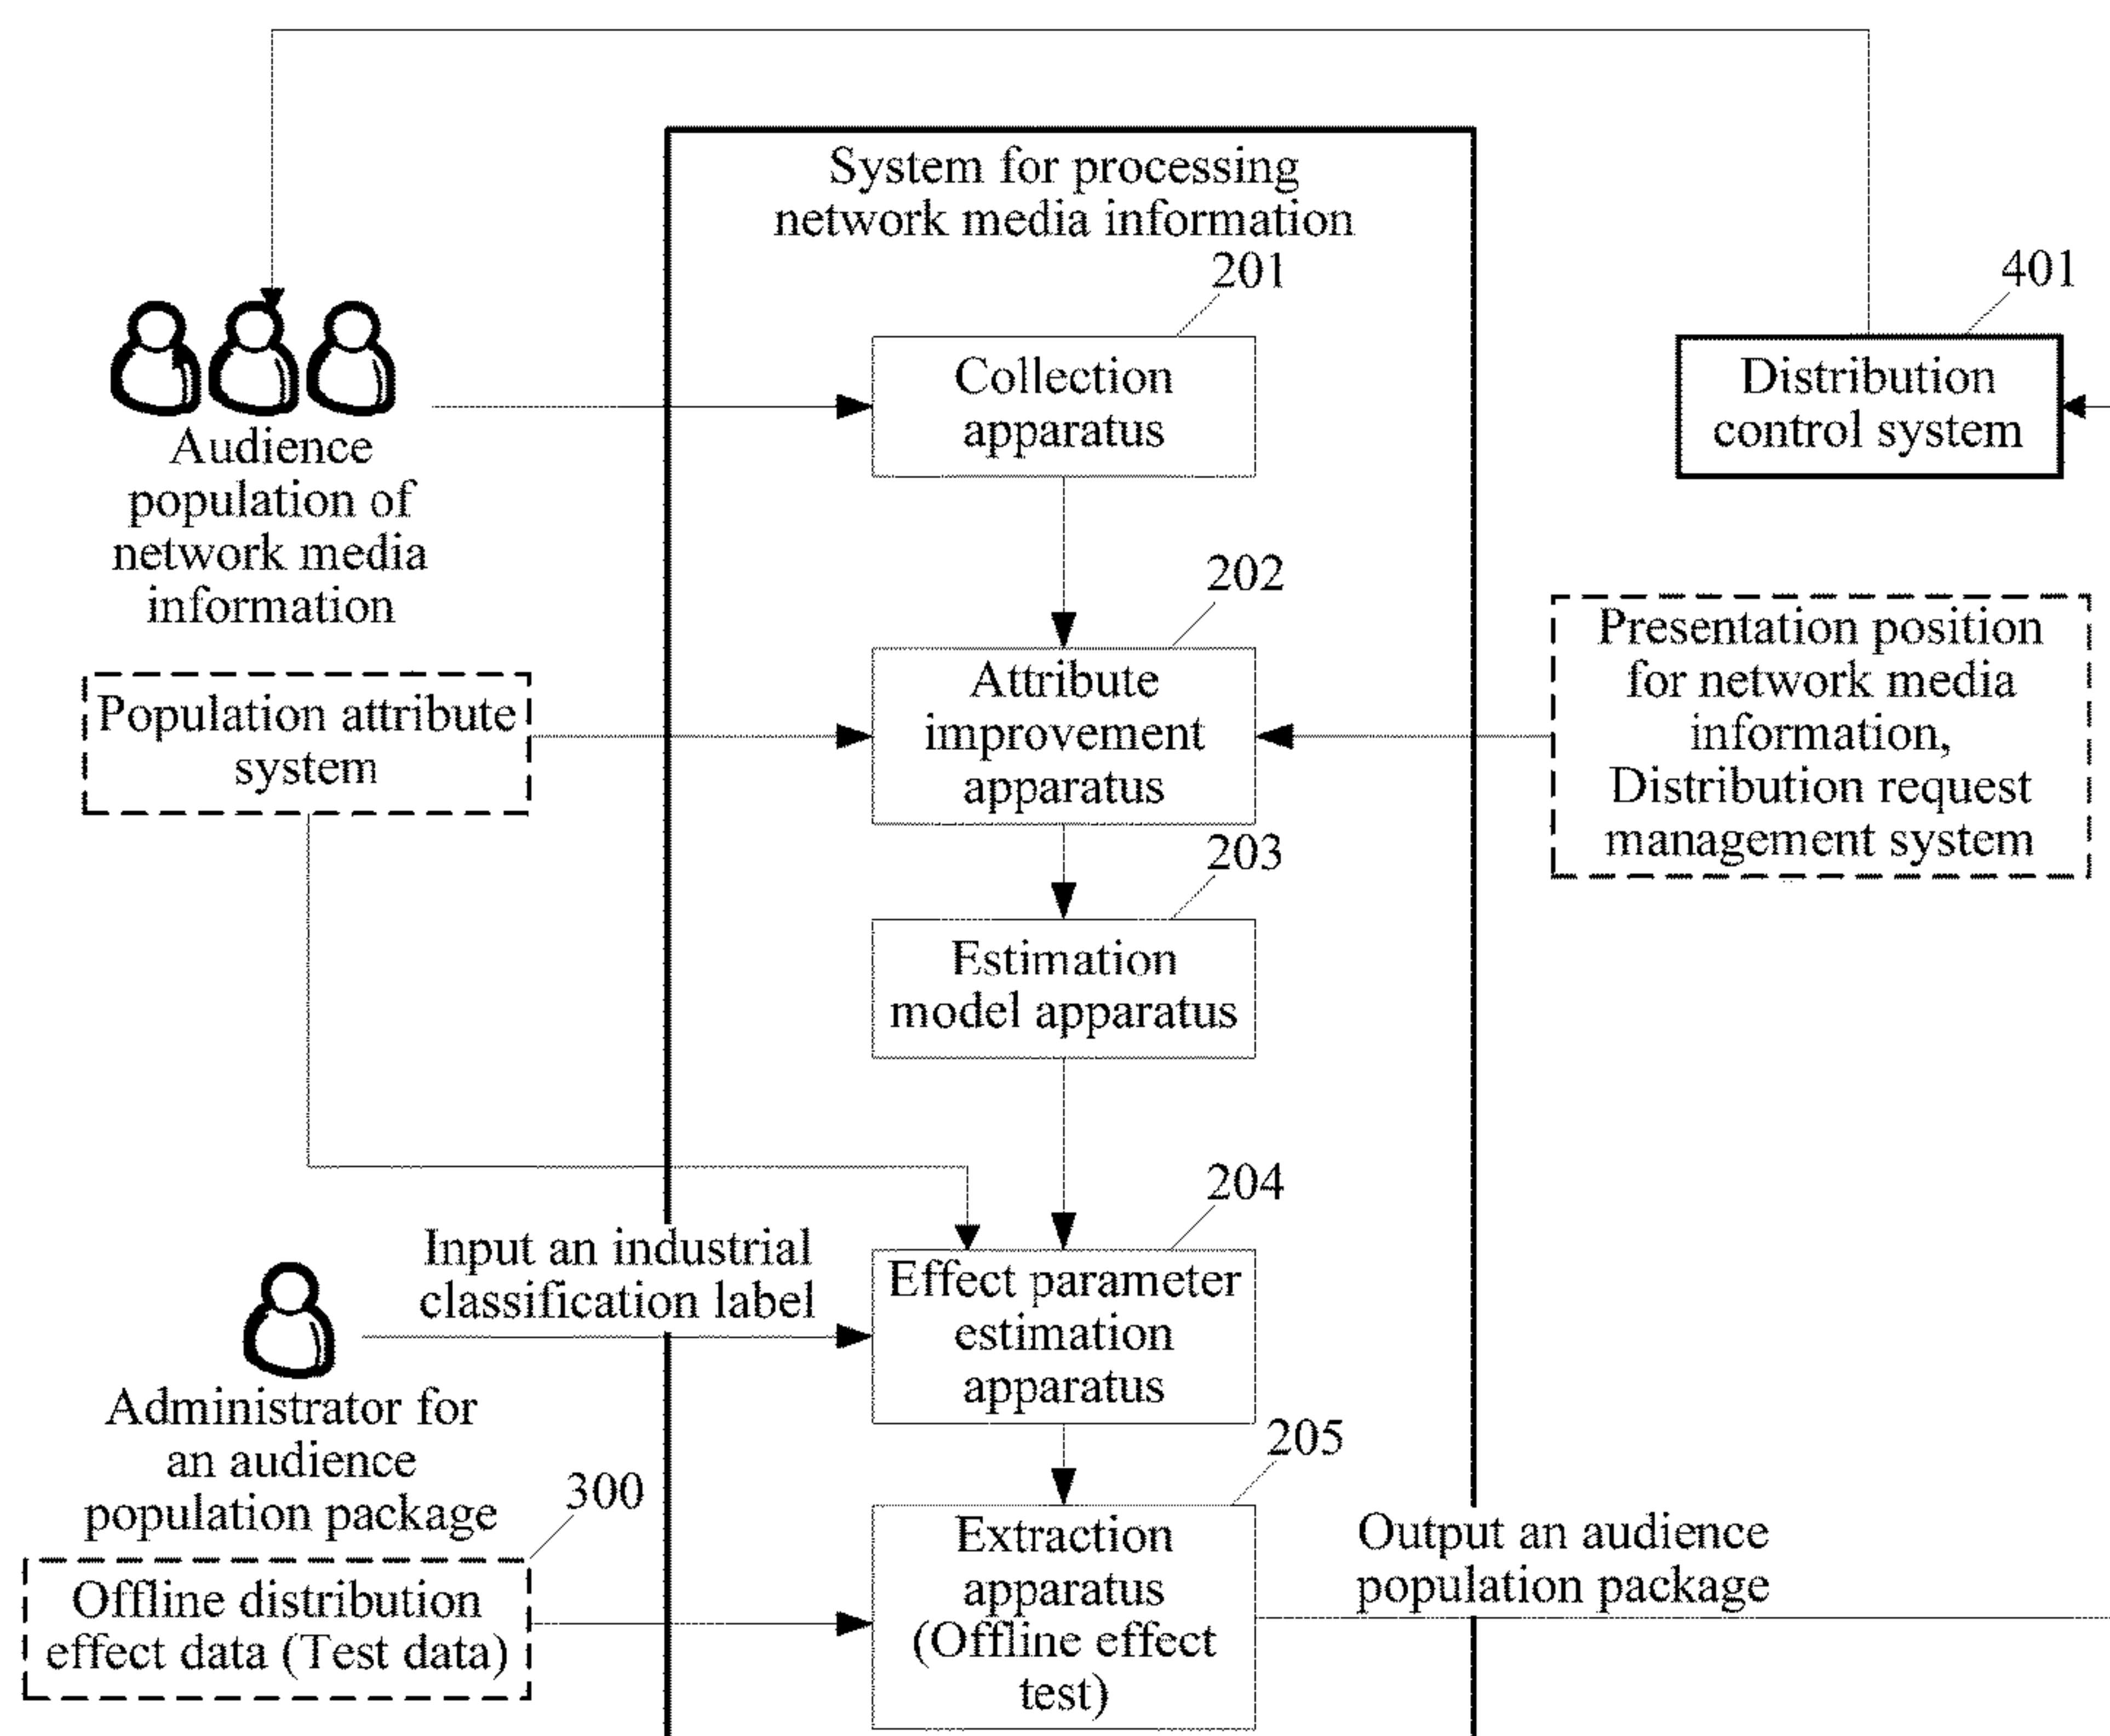 System for processing
network media information
201
401
Collection
apparatus
Distribution
control system
Audience
population of
network media
information
202
Attribute
improvement
apparatus
Presentation position
for network media
information,
Distribution request
management system
Population attribute
system
203
Estimation
model apparatus
204
Input an industrial
classification label
Effect parameter
estimation
apparatus
Administrator for
an audience
population package
205
300
Extraction
apparatus
(Offline effect
test)
Output an audience
population package
Offline distribution
effect data (Test data)